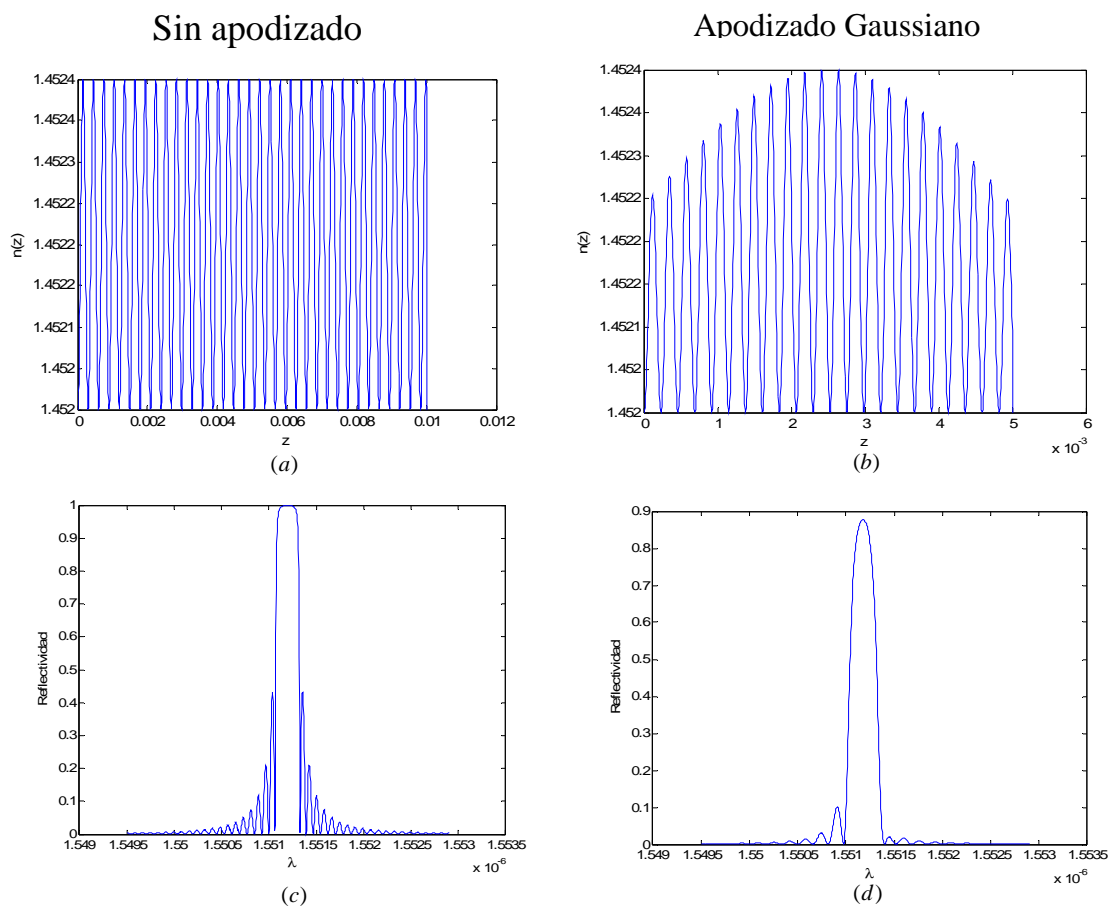 Sin apodizado
Apodizado Gaussiano
1.4524
1.4524
1.4523
1.4522
1.4522
1.4522
1.4521
1.452
1.452
n(z)
0 0.002 0.004 0.006 0.008 0.01 0.012
z
(a)
1.4524
1.4524
1.4523
1.4522
1.4522
1.4522
1.4521
1.452
1.452
n(z)
0 1 2 3 4 5 6
x 10-3
z
(b)
1
0.9
0.8
0.7
0.6
0.5
0.4
0.3
0.2
0.1
0
Reflectividad
1.549 1.5495 1.55 1.5505 1.551 1.5515 1.552 1.5525 1.553 1.5535
x 10-6
λ
(c)
0.9
0.8
0.7
0.6
0.5
0.4
0.3
0.2
0.1
0
Reflectividad
1.549 1.5495 1.55 1.5505 1.551 1.5515 1.552 1.5525 1.553 1.5535
x 10-6
λ
(d)